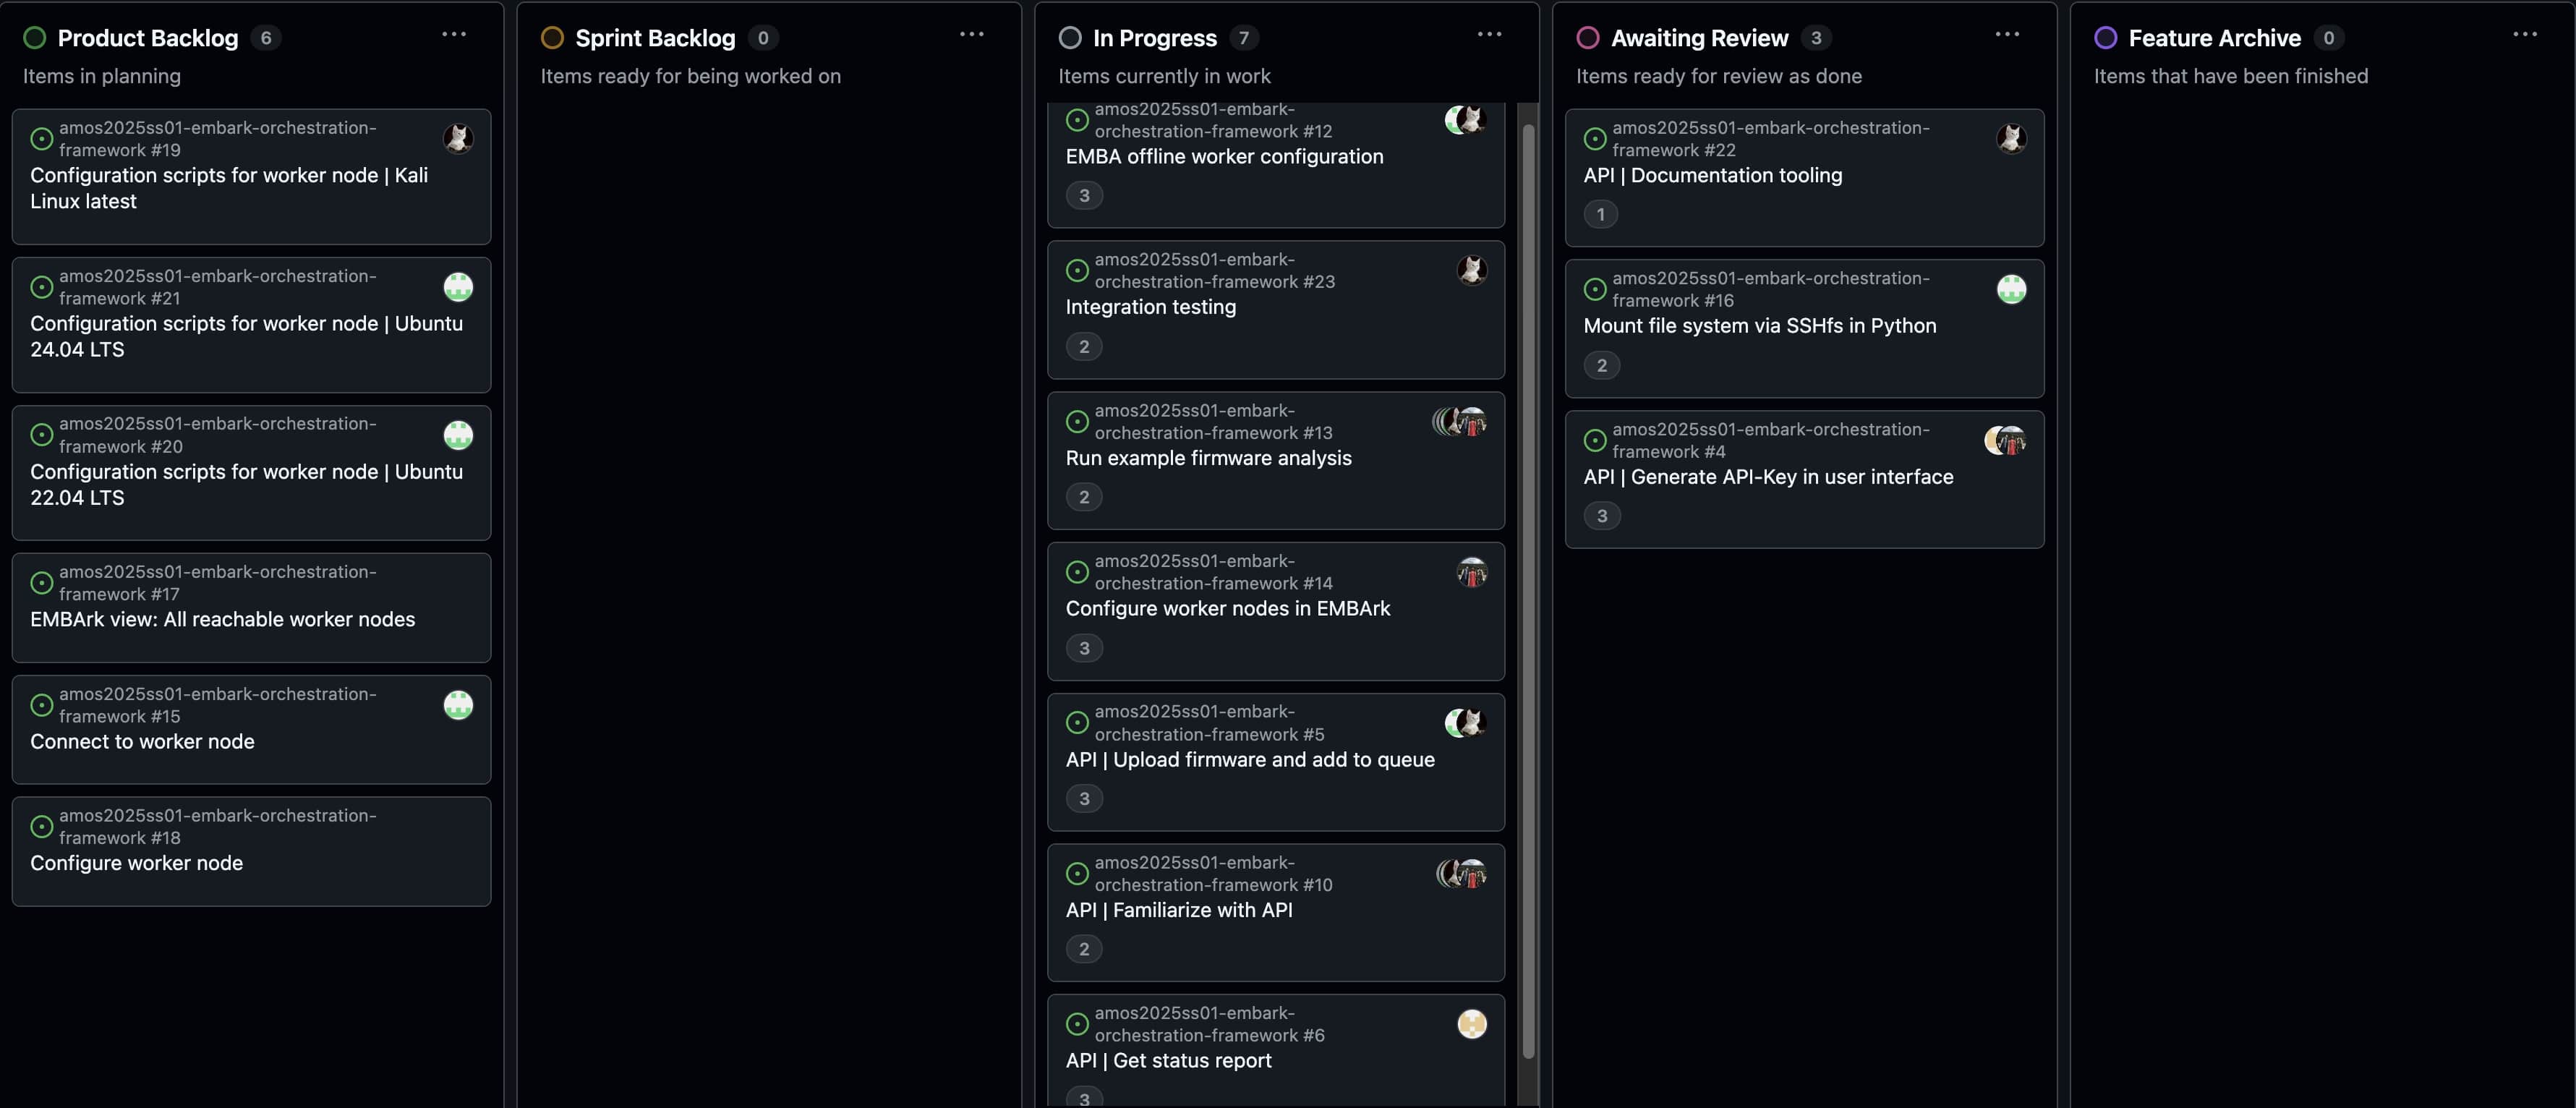 Product Backlog 6
Items in planning
amos2025ss01-embark-orchestration-
framework #19
Configuration scripts for worker node | Kali
Linux latest
amos2025ss01-embark-orchestration-
framework #21
Configuration scripts for worker node | Ubuntu
24.04 LTS
amos2025ss01-embark-orchestration-
framework #20
Configuration scripts for worker node | Ubuntu
22.04 LTS
amos2025ss01-embark-orchestration-
framework #17
EMBArk view: All reachable worker nodes
amos2025ss01-embark-orchestration-
framework #15
Connect to worker node
amos2025ss01-embark-orchestration-
framework #18
Configure worker node
Sprint Backlog 0
Items ready for being worked on
In Progress 7
Items currently in work
amos2025ss01-embark-
orchestration-framework #12
EMBA offline worker configuration
3
amos2025ss01-embark-
orchestration-framework #23
Integration testing
2
amos2025ss01-embark-
orchestration-framework #13
Run example firmware analysis
2
amos2025ss01-embark-
orchestration-framework #14
Configure worker nodes in EMBArk
3
amos2025ss01-embark-
orchestration-framework #5
API | Upload firmware and add to queue
3
amos2025ss01-embark-
orchestration-framework #10
API | Familiarize with API
2
amos2025ss01-embark-
orchestration-framework #6
API | Get status report
3
Awaiting Review 3
Items ready for review as done
amos2025ss01-embark-orchestration-
framework #22
API | Documentation tooling
1
amos2025ss01-embark-orchestration-
framework #16
Mount file system via SSHfs in Python
2
amos2025ss01-embark-orchestration-
framework #4
API | Generate API-Key in user interface
3
Feature Archive 0
Items that have been finished